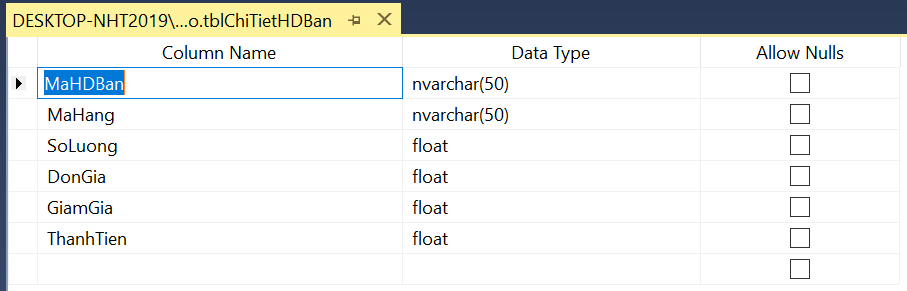 DESKTOP-NHT2019\...o.tblChiTietHDBan
Column Name Data Type Allow Nulls
MaHDBan nvarchar(50)
MaHang nvarchar(50)
SoLuong float
DonGia float
GiamGia float
ThanhTien float